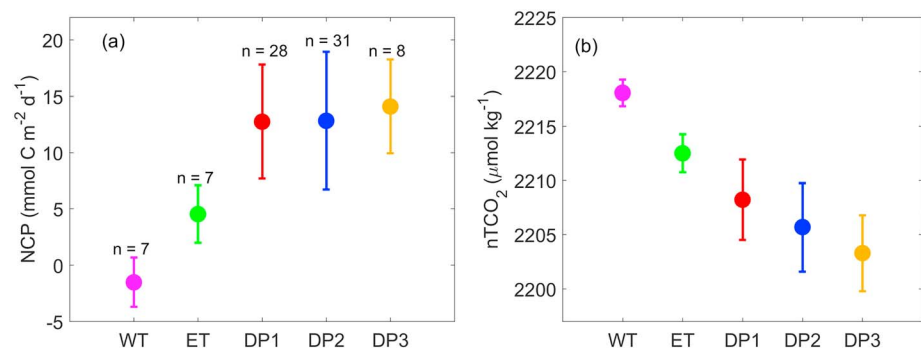 (a)
n = 28
n = 31
n = 8
n = 7
n = 7
20
15
10
5
0
-5
NCP (mmol C m⁻² d⁻¹)
WT ET DP1 DP2 DP3
(b)
2225
2220
2215
2210
2205
2200
nTCO₂ (μmol kg⁻¹)
WT ET DP1 DP2 DP3